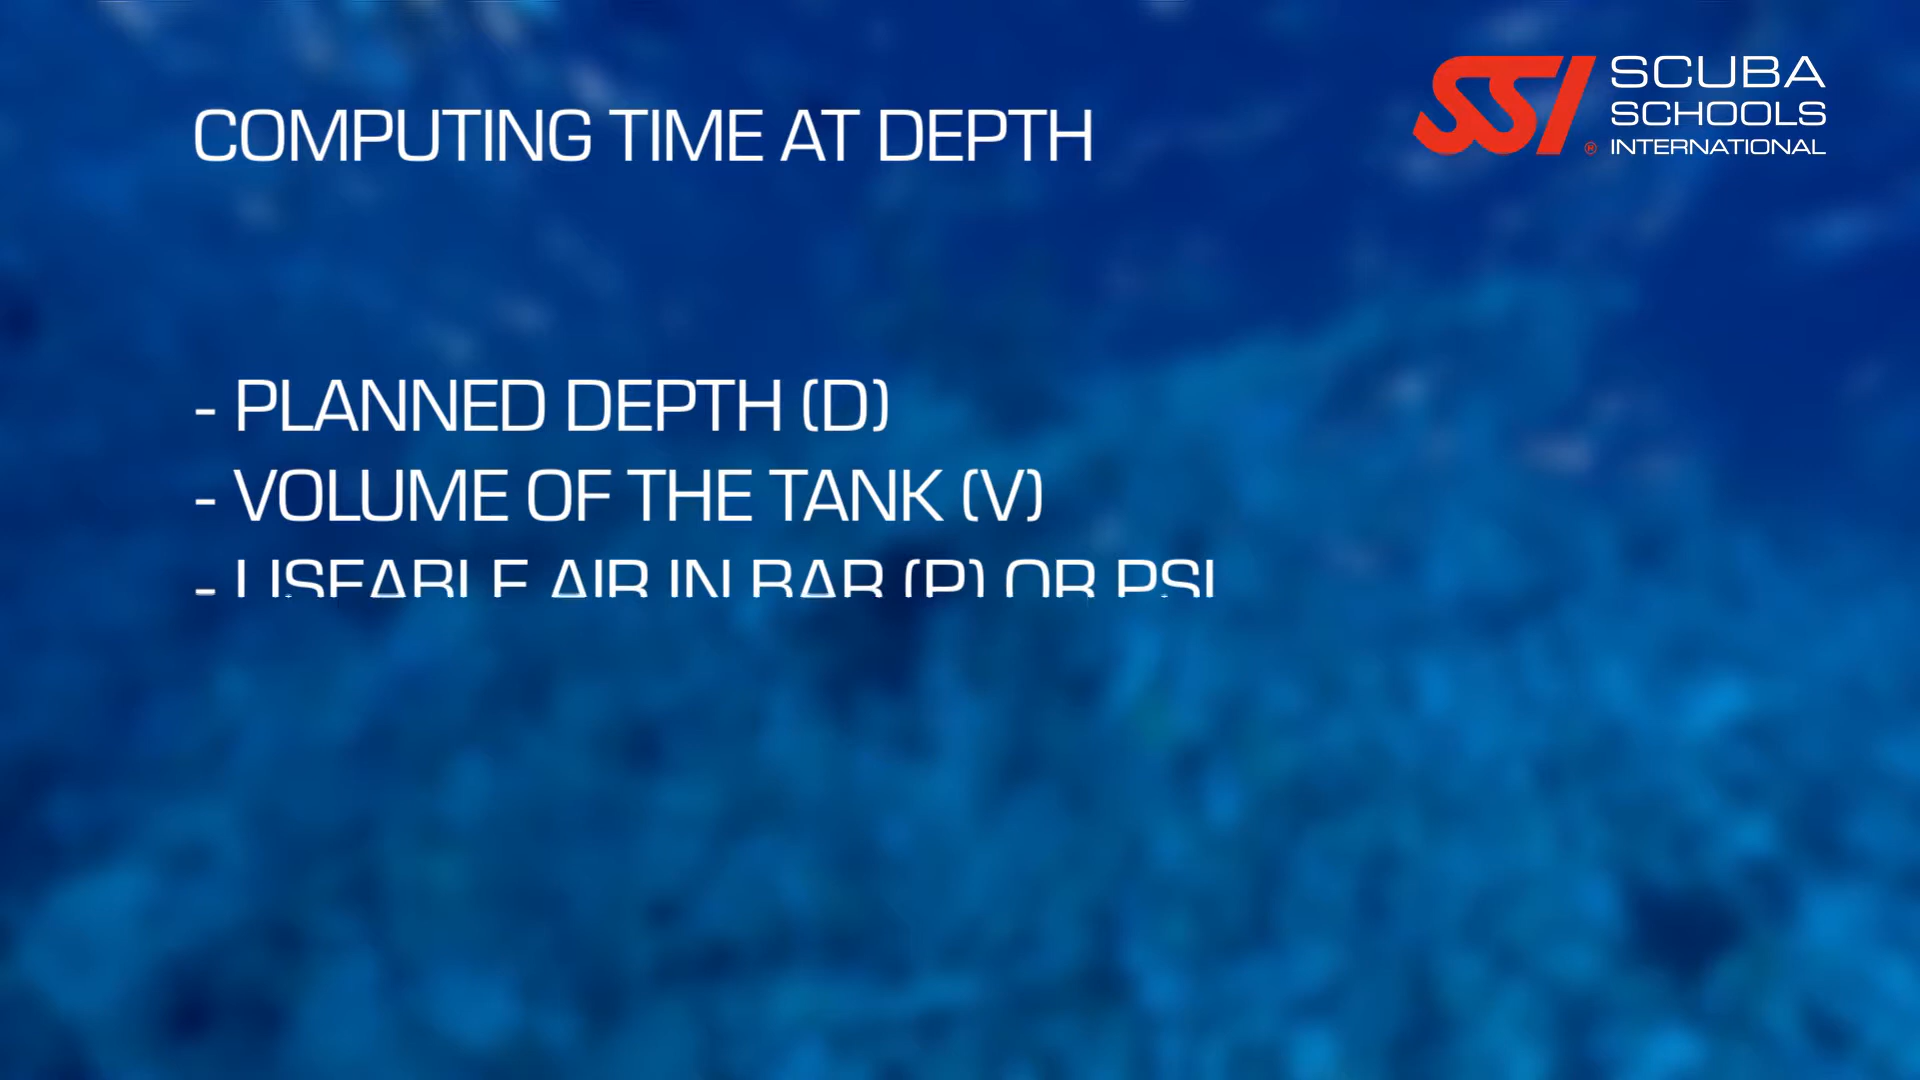 COMPUTING TIME AT DEPTH
SSI ® SCUBA
SCHOOLS
INTERNATIONAL
- PLANNED DEPTH (D)
- VOLUME OF THE TANK (V)
- USEABLE AIR IN BAR (P) OR PSI